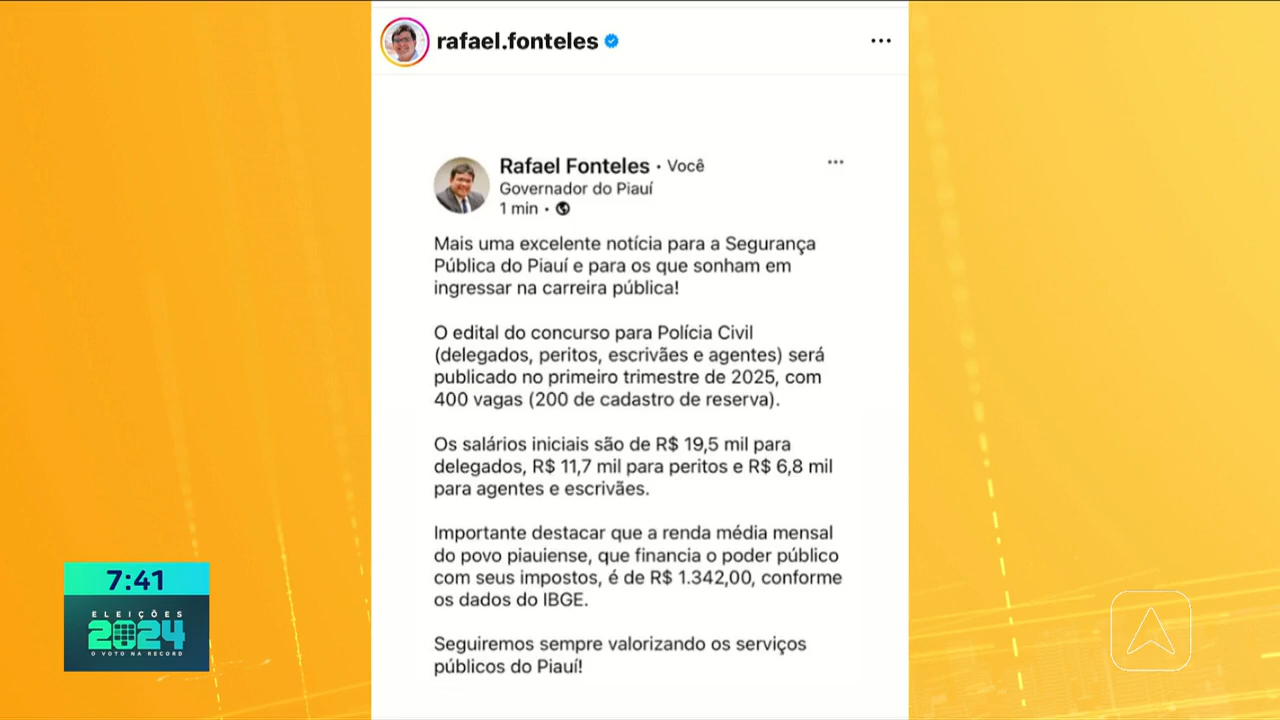 rafael.fonteles
Rafael Fonteles • Você
Governador do Piauí
1 min •
Mais uma excelente notícia para a Segurança
Pública do Piauí e para os que sonham em
ingressar na carreira pública!
O edital do concurso para Polícia Civil
(delegados, peritos, escrivães e agentes) será
publicado no primeiro trimestre de 2025, com
400 vagas (200 de cadastro de reserva).
Os salários iniciais são de R$ 19,5 mil para
delegados, R$ 11,7 mil para peritos e R$ 6,8 mil
para agentes e escrivães.
Importante destacar que a renda média mensal
do povo piauiense, que financia o poder público
com seus impostos, é de R$ 1.342,00, conforme
os dados do IBGE.
Seguiremos sempre valorizando os serviços
públicos do Piauí!
7:41
ELEIÇÕES
2024
O VOTO NA RECORD